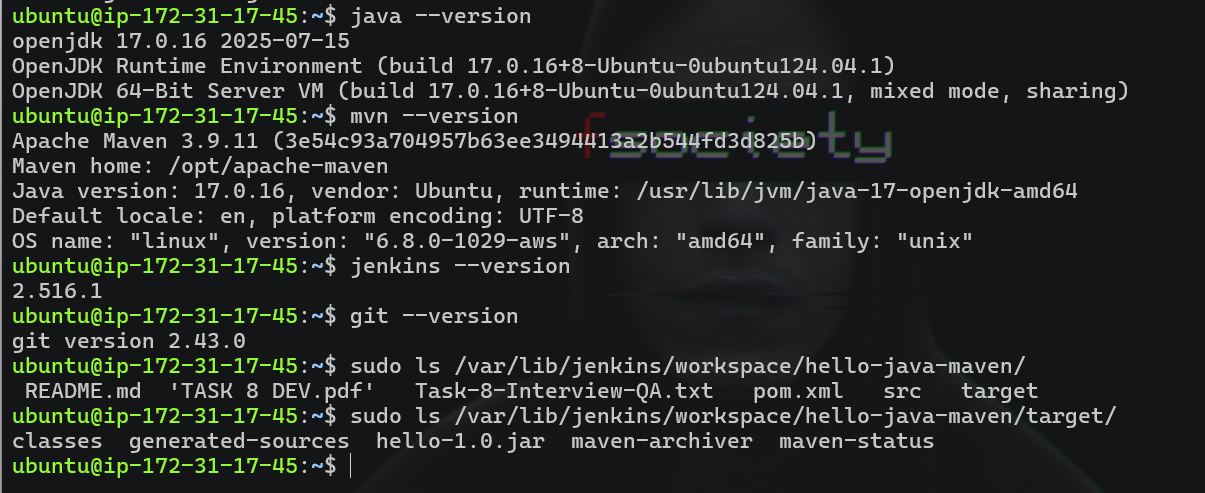 ubuntu@ip-172-31-17-45:~$ java --version
openjdk 17.0.16 2025-07-15
OpenJDK Runtime Environment (build 17.0.16+8-Ubuntu-0ubuntu124.04.1)
OpenJDK 64-Bit Server VM (build 17.0.16+8-Ubuntu-0ubuntu124.04.1, mixed mode, sharing)
ubuntu@ip-172-31-17-45:~$ mvn --version
fsociety
Apache Maven 3.9.11 (3e54c93a704957b63ee3494413a2b544fd3d825b)
Maven home: /opt/apache-maven
Java version: 17.0.16, vendor: Ubuntu, runtime: /usr/lib/jvm/java-17-openjdk-amd64
Default locale: en, platform encoding: UTF-8
OS name: "linux", version: "6.8.0-1029-aws", arch: "amd64", family: "unix"
ubuntu@ip-172-31-17-45:~$ jenkins --version
2.516.1
ubuntu@ip-172-31-17-45:~$ git --version
git version 2.43.0
ubuntu@ip-172-31-17-45:~$ sudo ls /var/lib/jenkins/workspace/hello-java-maven/
 README.md  'TASK 8 DEV.pdf'   Task-8-Interview-QA.txt   pom.xml   src   target
ubuntu@ip-172-31-17-45:~$ sudo ls /var/lib/jenkins/workspace/hello-java-maven/target/
classes  generated-sources  hello-1.0.jar  maven-archiver  maven-status
ubuntu@ip-172-31-17-45:~$